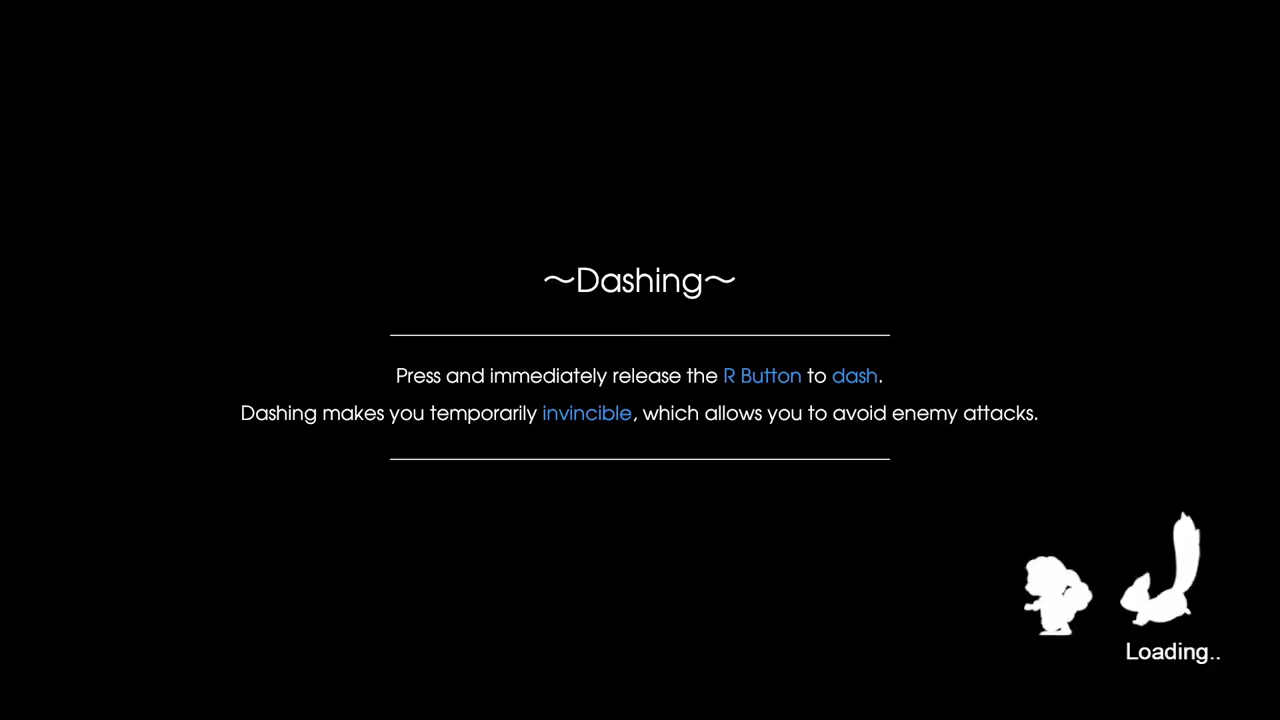 ～Dashing～
Press and immediately release the R Button to dash.
Dashing makes you temporarily invincible, which allows you to avoid enemy attacks.
Loading..